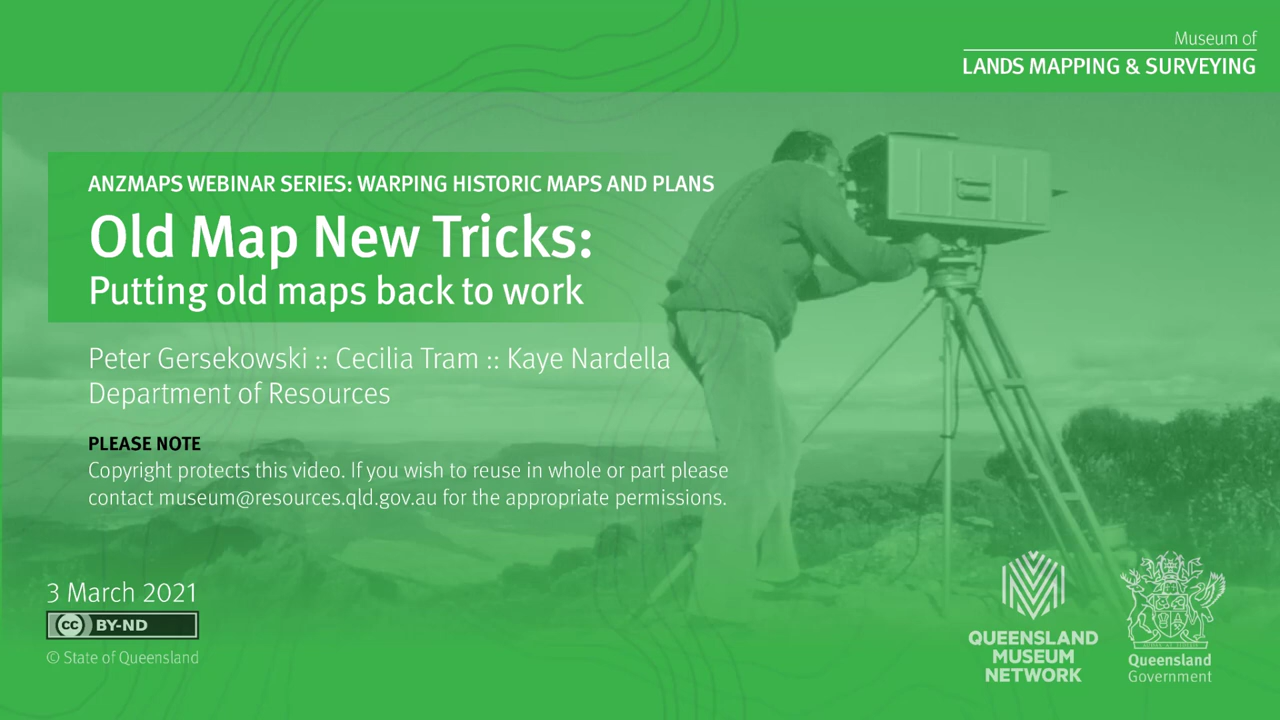 Museum of
LANDS MAPPING & SURVEYING
ANZMAPS WEBINAR SERIES: WARPING HISTORIC MAPS AND PLANS
Old Map New Tricks:
Putting old maps back to work
Peter Gersekowski :: Cecilia Tram :: Kaye Nardella
Department of Resources
PLEASE NOTE
Copyright protects this video. If you wish to reuse in whole or part please
contact museum@resources.qld.gov.au for the appropriate permissions.
3 March 2021
cc BY-ND
© State of Queensland
QUEENSLAND
MUSEUM
NETWORK
Queensland
Government